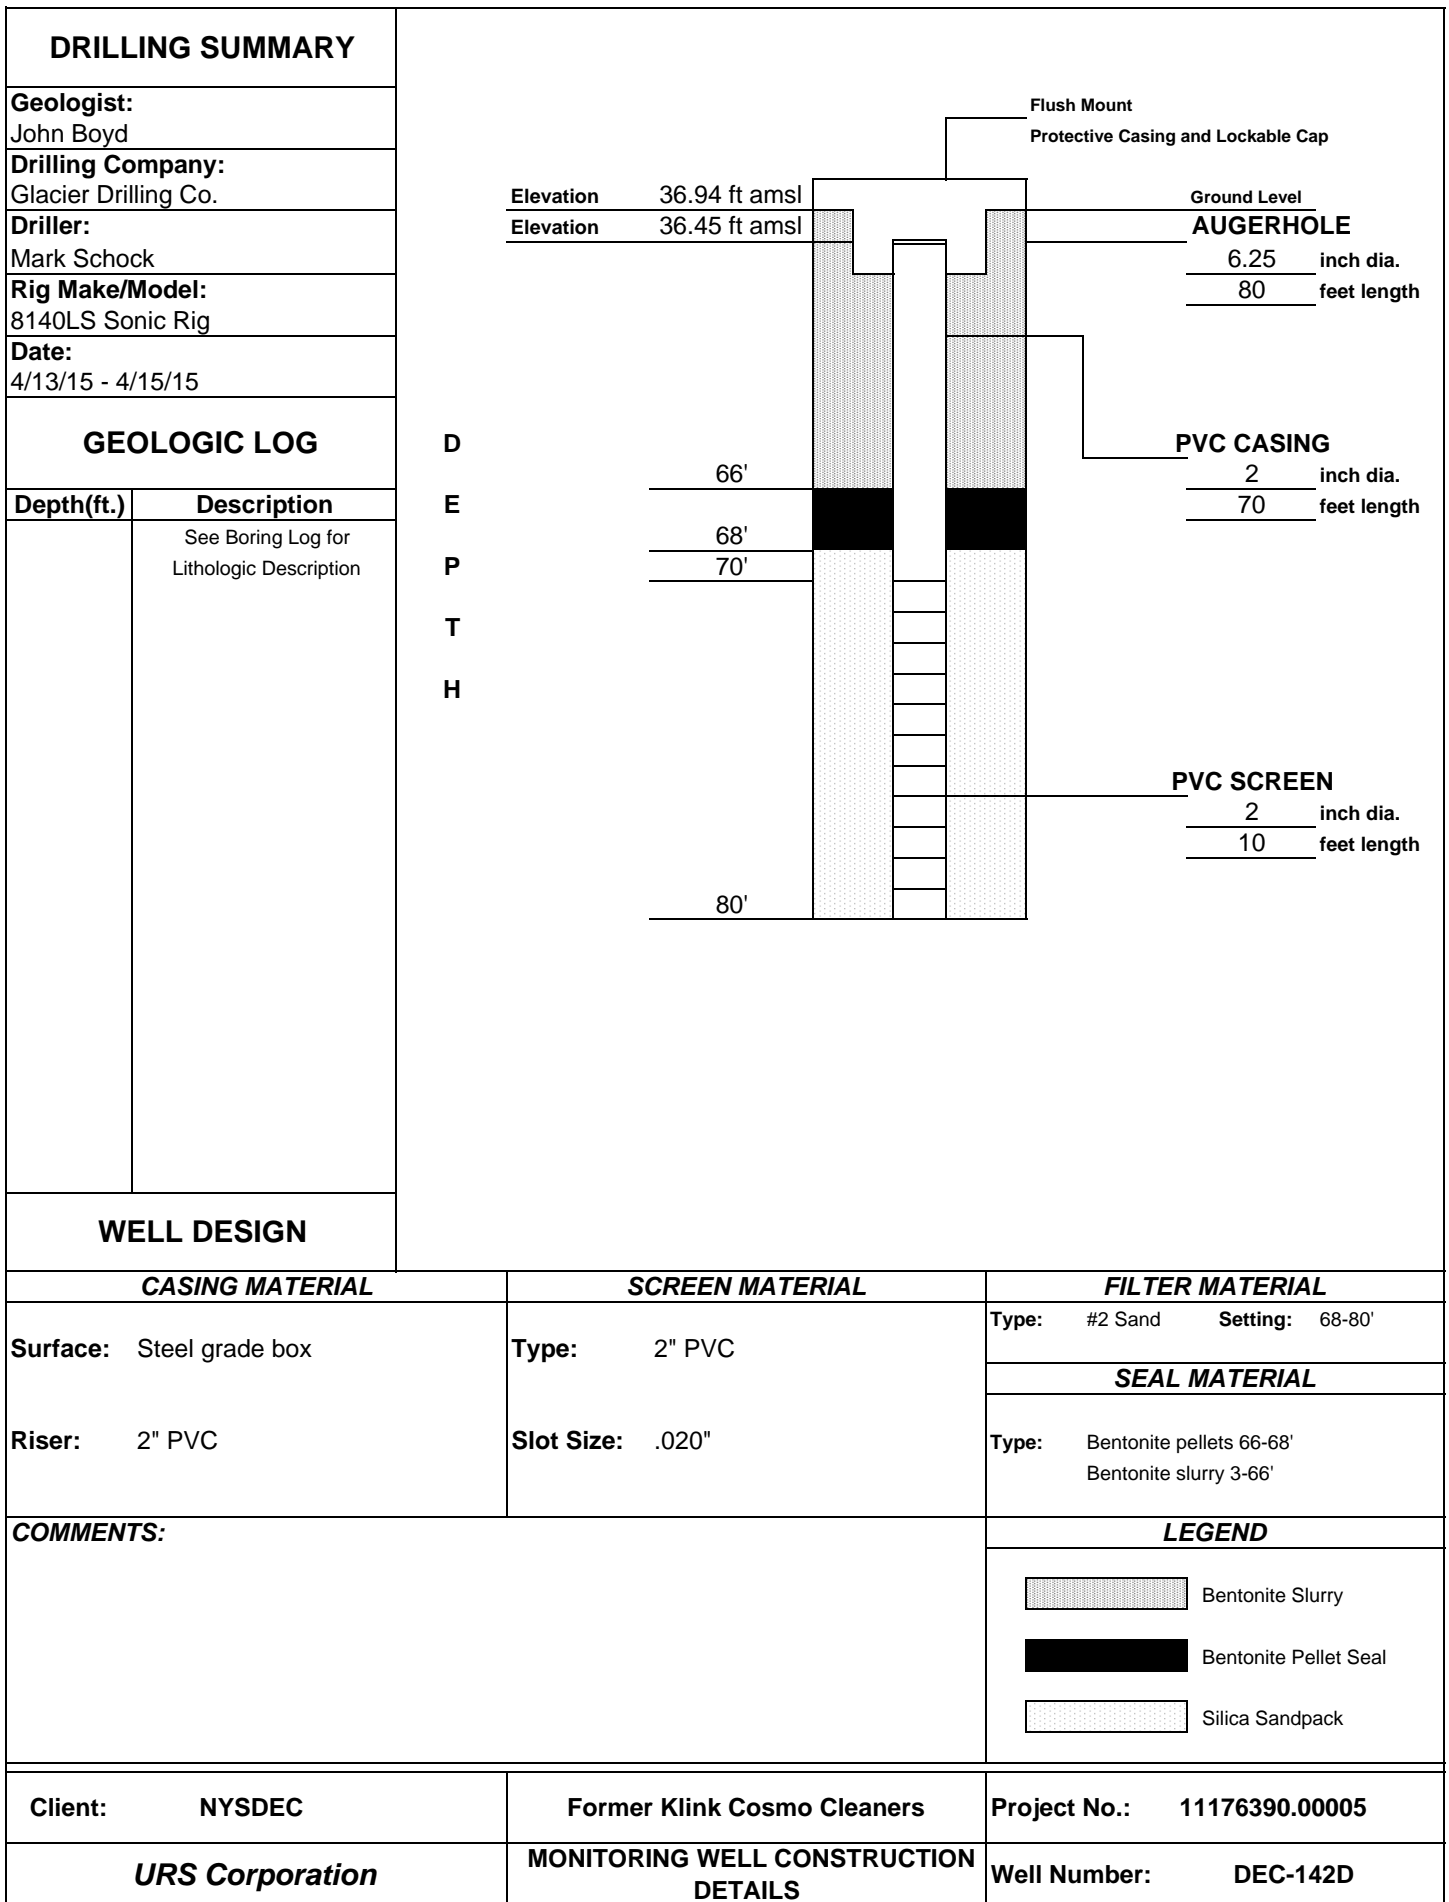 DRILLING SUMMARY
Geologist:
John Boyd
Drilling Company:
Glacier Drilling Co.
Driller:
Mark Schock
Rig Make/Model:
8140LS Sonic Rig
Date:
4/13/15 - 4/15/15
GEOLOGIC LOG
Depth(ft.) Description
See Boring Log for
Lithologic Description
Flush Mount
Protective Casing and Lockable Cap
Elevation 36.94 ft amsl
Elevation 36.45 ft amsl
Ground Level
AUGERHOLE
6.25 inch dia.
80 feet length
D
E
P
T
H
66'
68'
70'
80'
PVC CASING
2 inch dia.
70 feet length
PVC SCREEN
2 inch dia.
10 feet length
WELL DESIGN
CASING MATERIAL
Surface: Steel grade box
Riser: 2" PVC
SCREEN MATERIAL
Type: 2" PVC
Slot Size: .020"
FILTER MATERIAL
Type: #2 Sand Setting: 68-80'
SEAL MATERIAL
Type: Bentonite pellets 66-68'
Bentonite slurry 3-66'
COMMENTS:
LEGEND
Bentonite Slurry
Bentonite Pellet Seal
Silica Sandpack
Client: NYSDEC
Former Klink Cosmo Cleaners
Project No.: 11176390.00005
URS Corporation
MONITORING WELL CONSTRUCTION
DETAILS
Well Number: DEC-142D